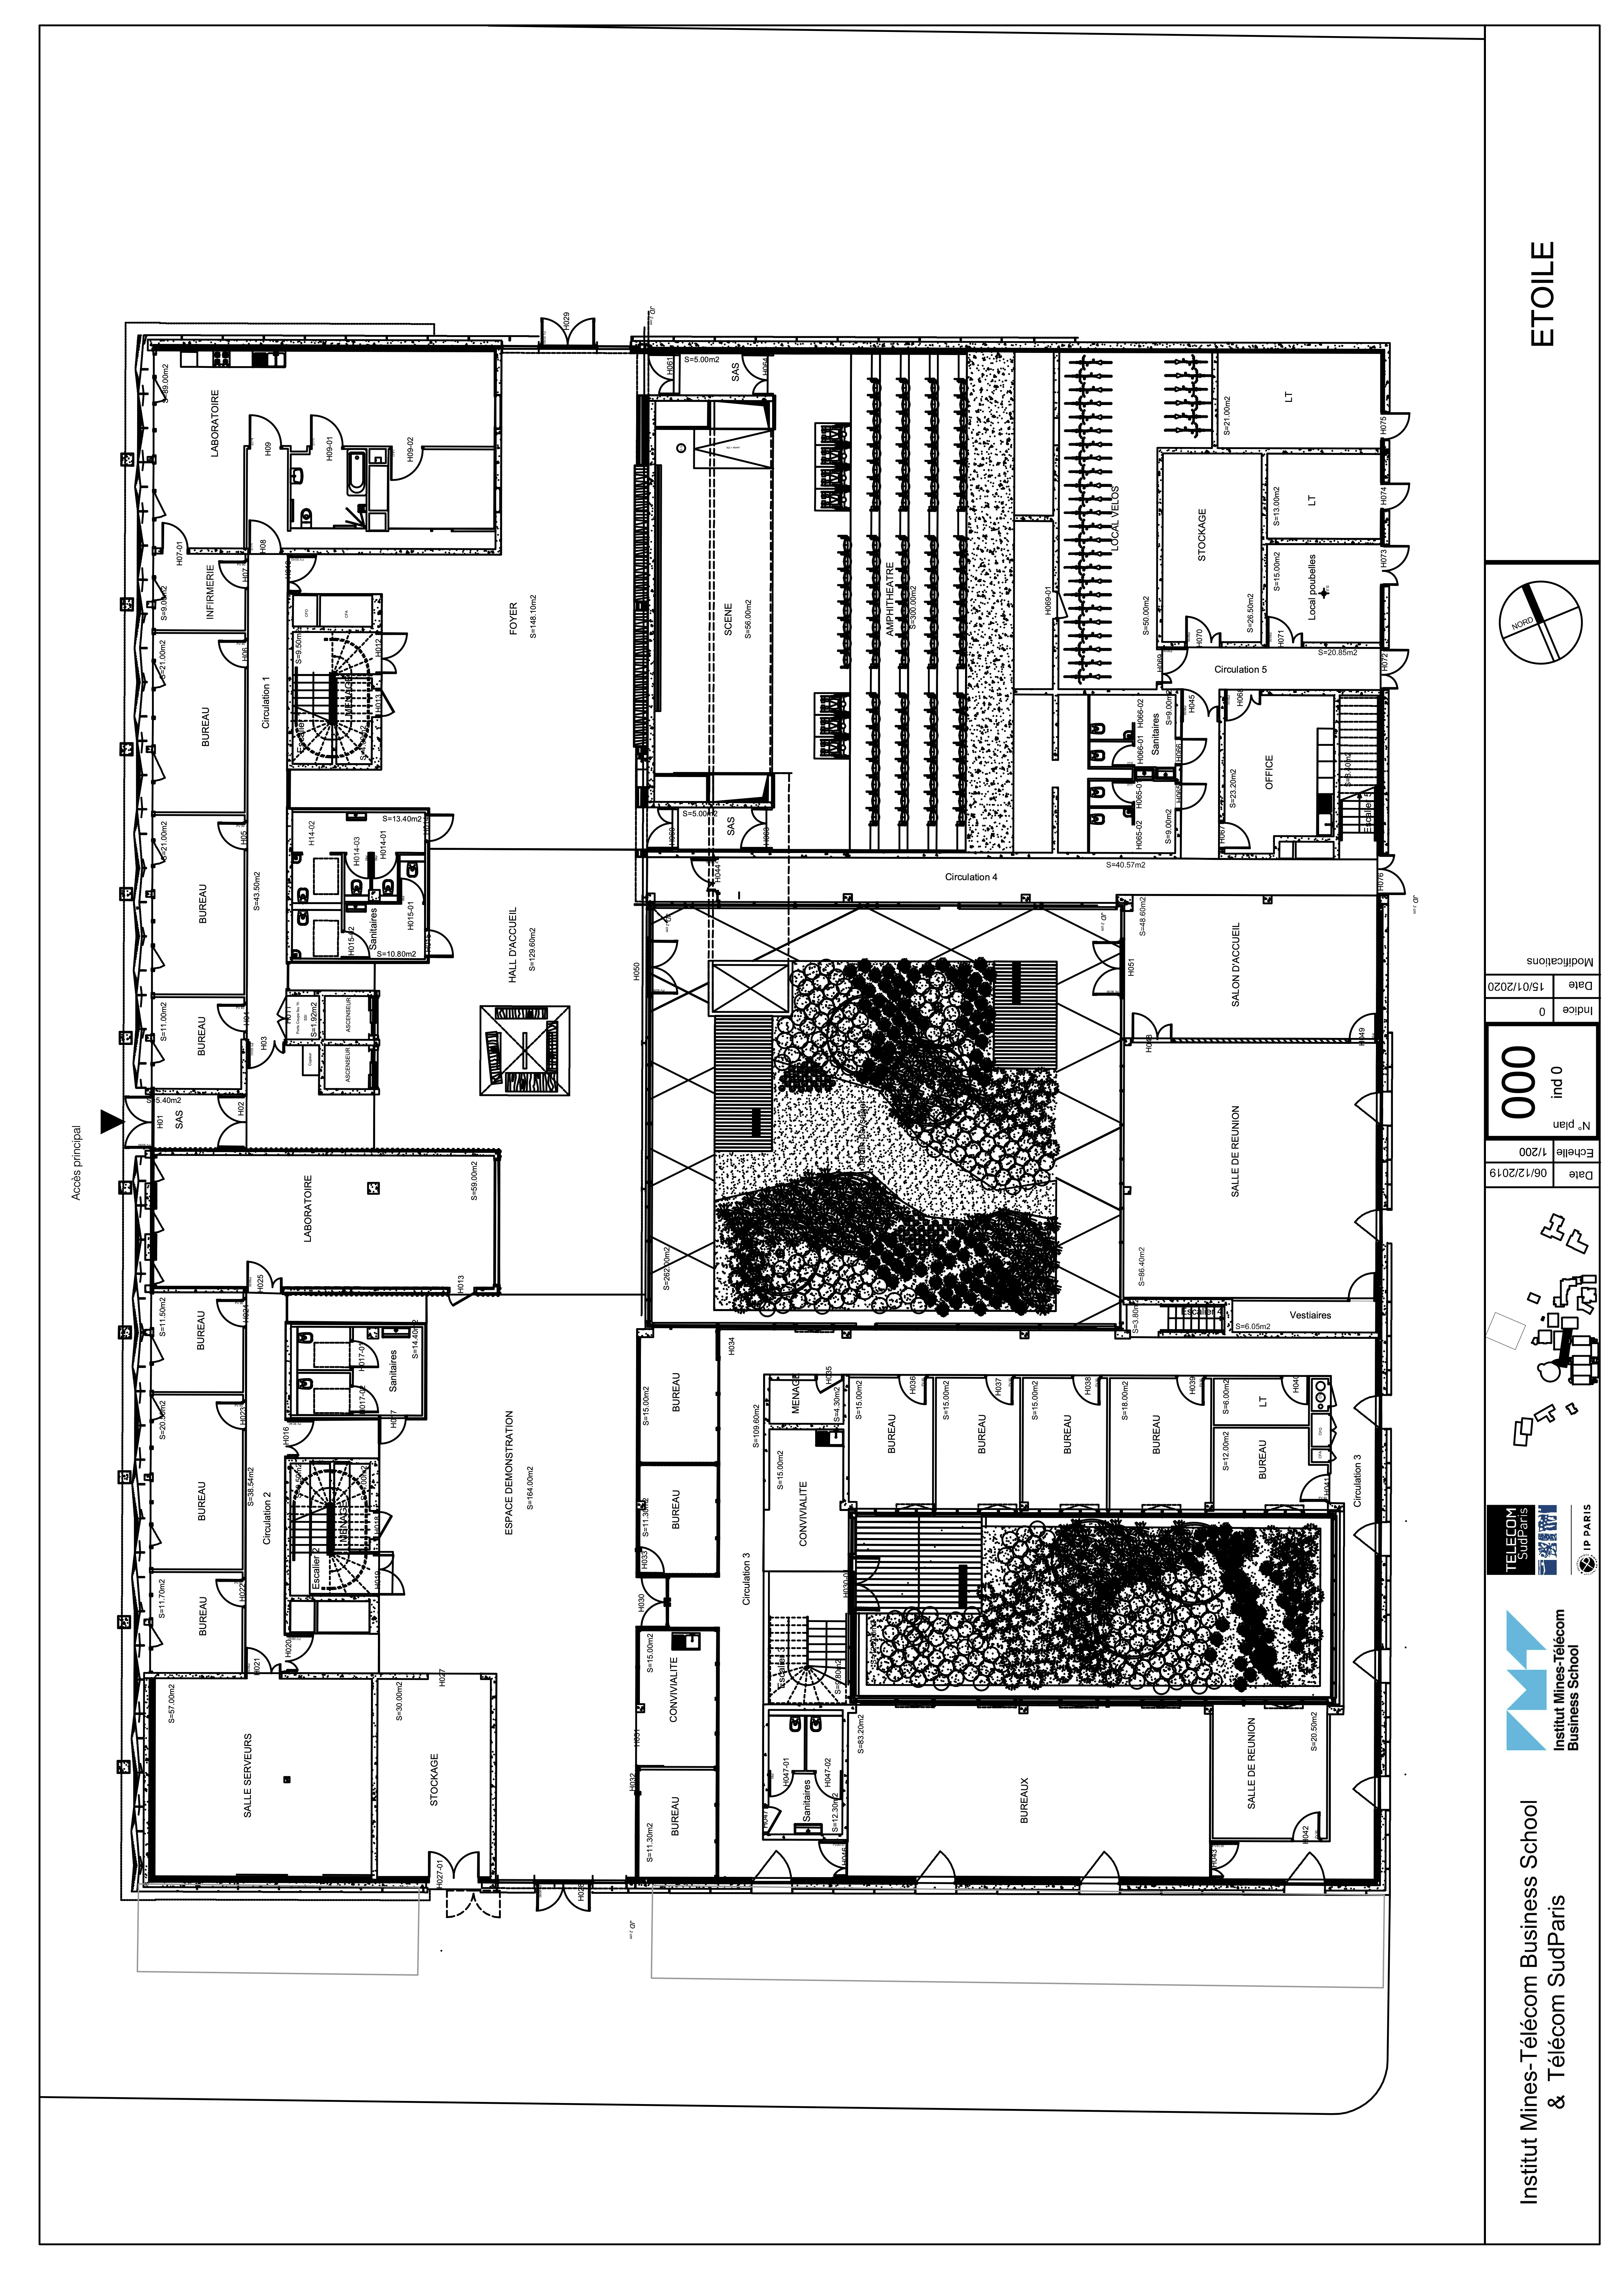 Accès principal
LABORATOIRE
S=89.00m2
H09
H09-01
H09-02
H07-01
H08
H07
INFIRMERIE
H06
BUREAU
S=21.00m2
Circulation 1
S=43.50m2
H05
BUREAU
S=21.00m2
H04
BUREAU
S=11.00m2
H03
SAS
S=5.40m2
H01
H02
S=9.50m2
Escalier
MENAGE
H012
H013
H14-02
H014-03
H014-01
S=13.40m2
Sanitaires
H015-01
H015-02
S=10.80m2
S=1.92m2
ASCENSEUR
ASCENSEUR
FOYER
S=148.10m2
H029
HALL D'ACCUEIL
S=129.60m2
LABORATOIRE
S=59.00m2
H025
H013
BUREAU
S=11.50m2
H024
BUREAU
H023
BUREAU
S=11.70m2
H022
Circulation 2
S=38.54m2
H017-01
H017-02
Sanitaires
S=14.40m2
H017
H016
Escalier 2
MENAGE
H018
H019
H020
H021
SALLE SERVEURS
S=57.00m2
STOCKAGE
S=30.00m2
H027
H027-01
H028
ESPACE DEMONSTRATION
S=164.00m2
SAS
S=5.00m2
H061
H064
SCENE
S=56.00m2
SAS
S=5.00m2
AMPHITHEATRE
S=300.00m2
H069-01
LOCAL VELOS
S=50.00m2
LT
S=21.00m2
H075
STOCKAGE
S=26.50m2
H070
LT
S=13.00m2
H074
Local poubelles
S=15.00m2
H071
H073
Circulation 5
S=20.85m2
H069
H072
H045
H068
Sanitaires
H066-02
H066-01
S=9.00m2
H066
H065-01
H065-02
S=9.00m2
OFFICE
S=23.20m2
H067
Circulation 4
S=40.57m2
H044
H076
H050
H051
S=262.00m2
SALON D'ACCUEIL
S=48.60m2
H049
SALLE DE REUNION
S=86.40m2
S=3.80m2
Vestiaires
S=6.05m2
BUREAU
S=15.00m2
H034
BUREAU
S=11.30m2
H033
H030
CONVIVIALITE
S=15.00m2
H031
H032
BUREAU
S=11.30m2
Circulation 3
S=109.60m2
MENAGE
S=4.30m2
H035
CONVIVIALITE
S=15.00m2
BUREAU
S=15.00m2
H036
BUREAU
S=15.00m2
H037
BUREAU
S=15.00m2
H038
BUREAU
S=18.00m2
H039
LT
S=6.00m2
H040
BUREAU
S=12.00m2
H041
Circulation 3
H047-01
H047-02
H047
Sanitaires
S=12.30m2
H046
BUREAUX
S=83.20m2
SALLE DE REUNION
S=20.50m2
H042
H043
ETOILE
NORD
Modifications
Date
15/01/2020
Indice
0
N° plan
000
ind 0
Echelle
1/200
Date
06/12/2019
TELECOM
SudParis
IP PARIS
Institut Mines-Télécom
Business School
Institut Mines-Télécom Business School
& Télécom SudParis